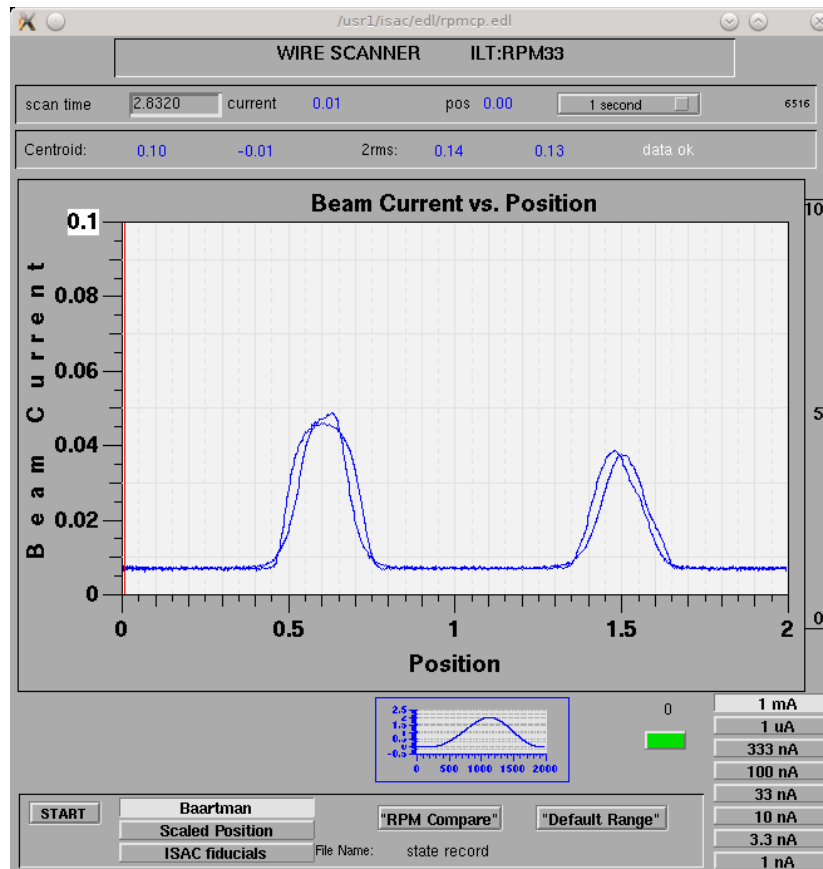 /usr1/isac/edl/rpmcp.edl
WIRE SCANNER ILT:RPM33
scan time 2.8320 current 0.01 pos 0.00 1 second 6516
Centroid: 0.10 -0.01 2rms: 0.14 0.13 data ok
Beam Current vs. Position
10
0.1
0.08
0.06
5
0.04
0.02
0
0
Beam Current
0 0.5 1 1.5 2
Position
2.5
1.5
0.5
-0.5
0 500 1000 1500 2000
0
1 mA
1 uA
333 nA
100 nA
33 nA
10 nA
3.3 nA
1 nA
START
Baartman
Scaled Position
ISAC fiducials
"RPM Compare" "Default Range"
File Name: state record